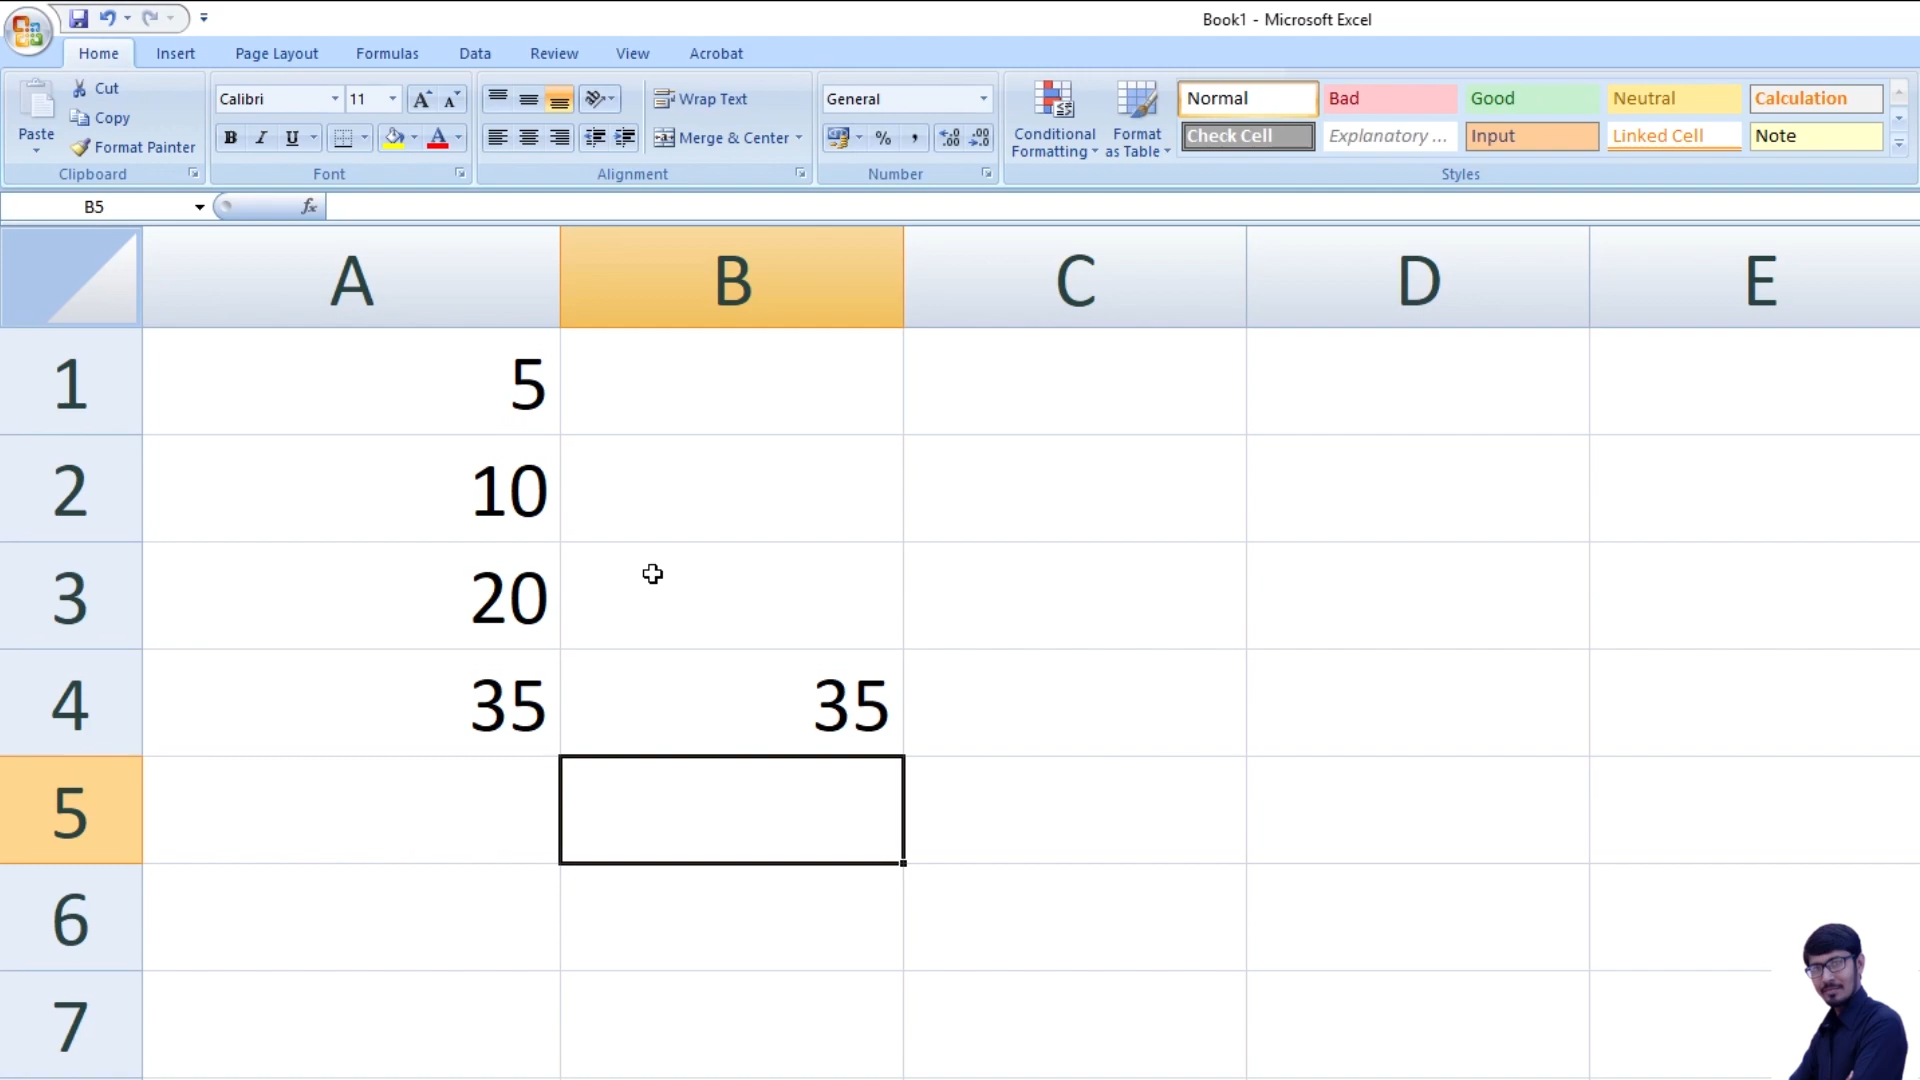 Book1 - Microsoft Excel
Home Insert Page Layout Formulas Data Review View Acrobat
Paste
Cut
Copy
Format Painter
Clipboard
Calibri 11
B I U A
Font
Wrap Text
Merge & Center
Alignment
General
% ,
Number
Conditional Formatting
Format as Table
Normal Bad Good Neutral Calculation
Check Cell Explanatory ... Input Linked Cell Note
Styles
B5 fx
A B C D E
1 5
2 10
3 20
4 35 35
5
6
7